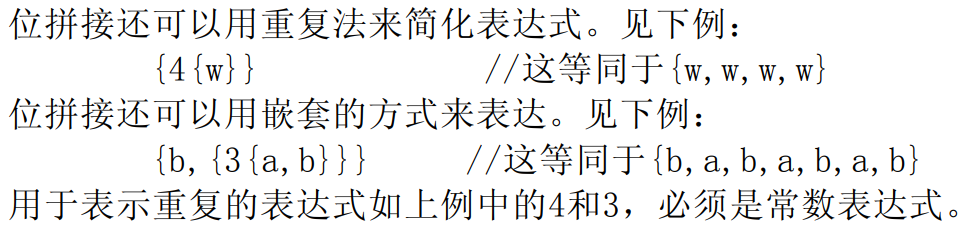 位拼接还可以用重复法来简化表达式。见下例：
{4{w}} //这等同于{w,w,w,w}
位拼接还可以用嵌套的方式来表达。见下例：
{b,{3{a,b}}} //这等同于{b,a,b,a,b,a,b}
用于表示重复的表达式如上例中的4和3，必须是常数表达式。